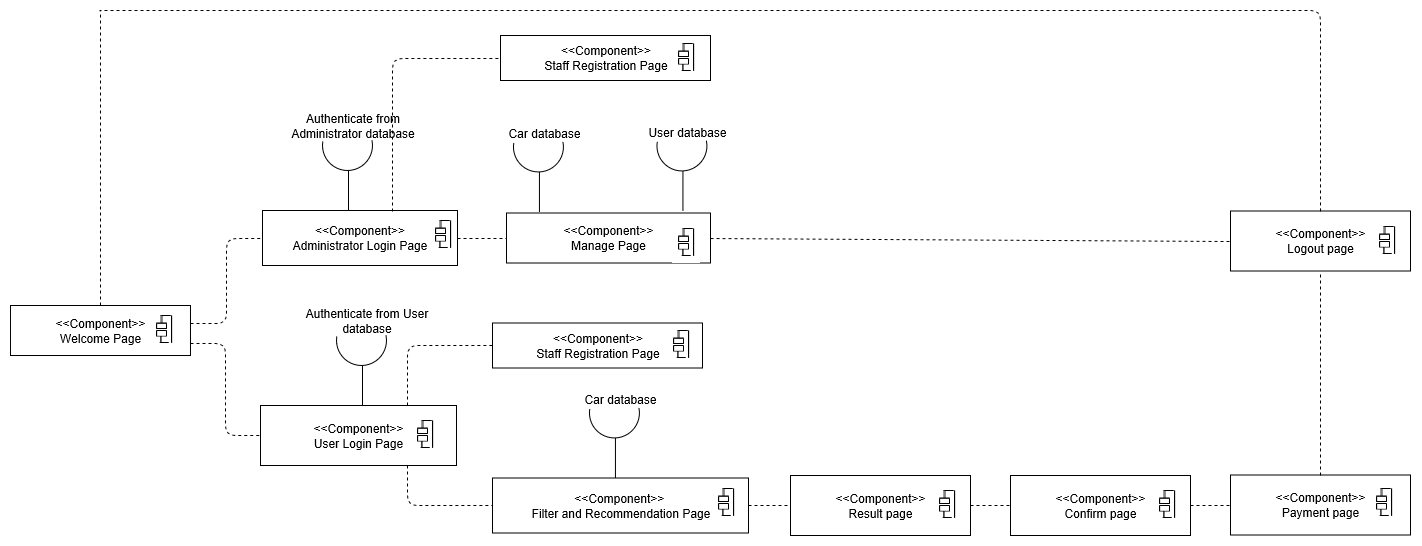 <<Component>>
Staff Registration Page
Authenticate from
Administrator database
Car database
User database
<<Component>>
Administrator Login Page
<<Component>>
Manage Page
<<Component>>
Logout page
<<Component>>
Welcome Page
Authenticate from User
database
<<Component>>
Staff Registration Page
Car database
<<Component>>
User Login Page
<<Component>>
Filter and Recommendation Page
<<Component>>
Result page
<<Component>>
Confirm page
<<Component>>
Payment page